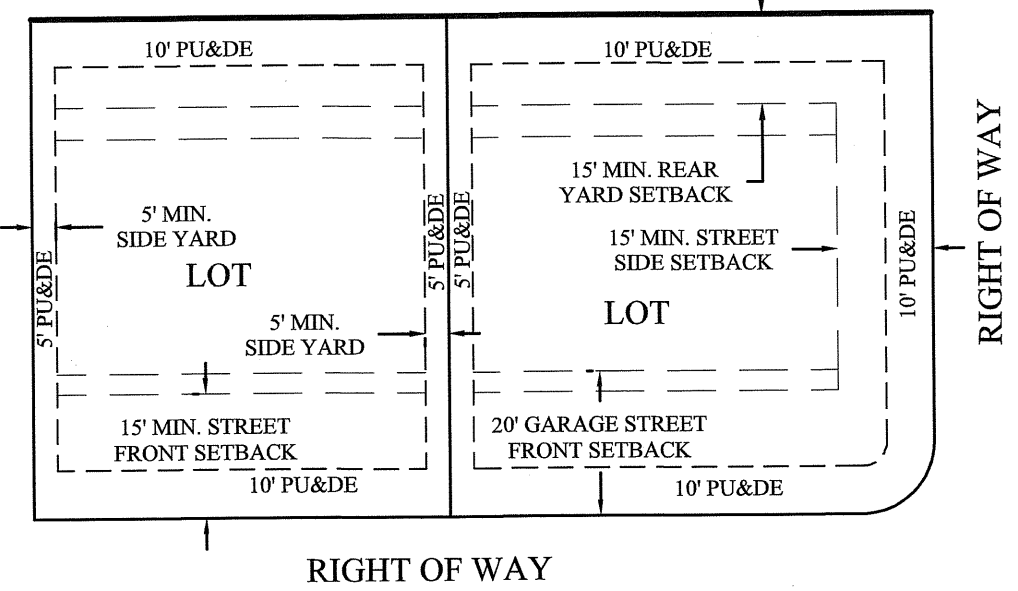 10' PU&DE
10' PU&DE
15' MIN. REAR
YARD SETBACK
5' MIN.
SIDE YARD
5' PU&DE
5' PU&DE
15' MIN. STREET
SIDE SETBACK
10' PU&DE
RIGHT OF WAY
5' PU&DE
LOT
LOT
5' MIN.
SIDE YARD
15' MIN. STREET
FRONT SETBACK
20' GARAGE STREET
FRONT SETBACK
10' PU&DE
10' PU&DE
RIGHT OF WAY